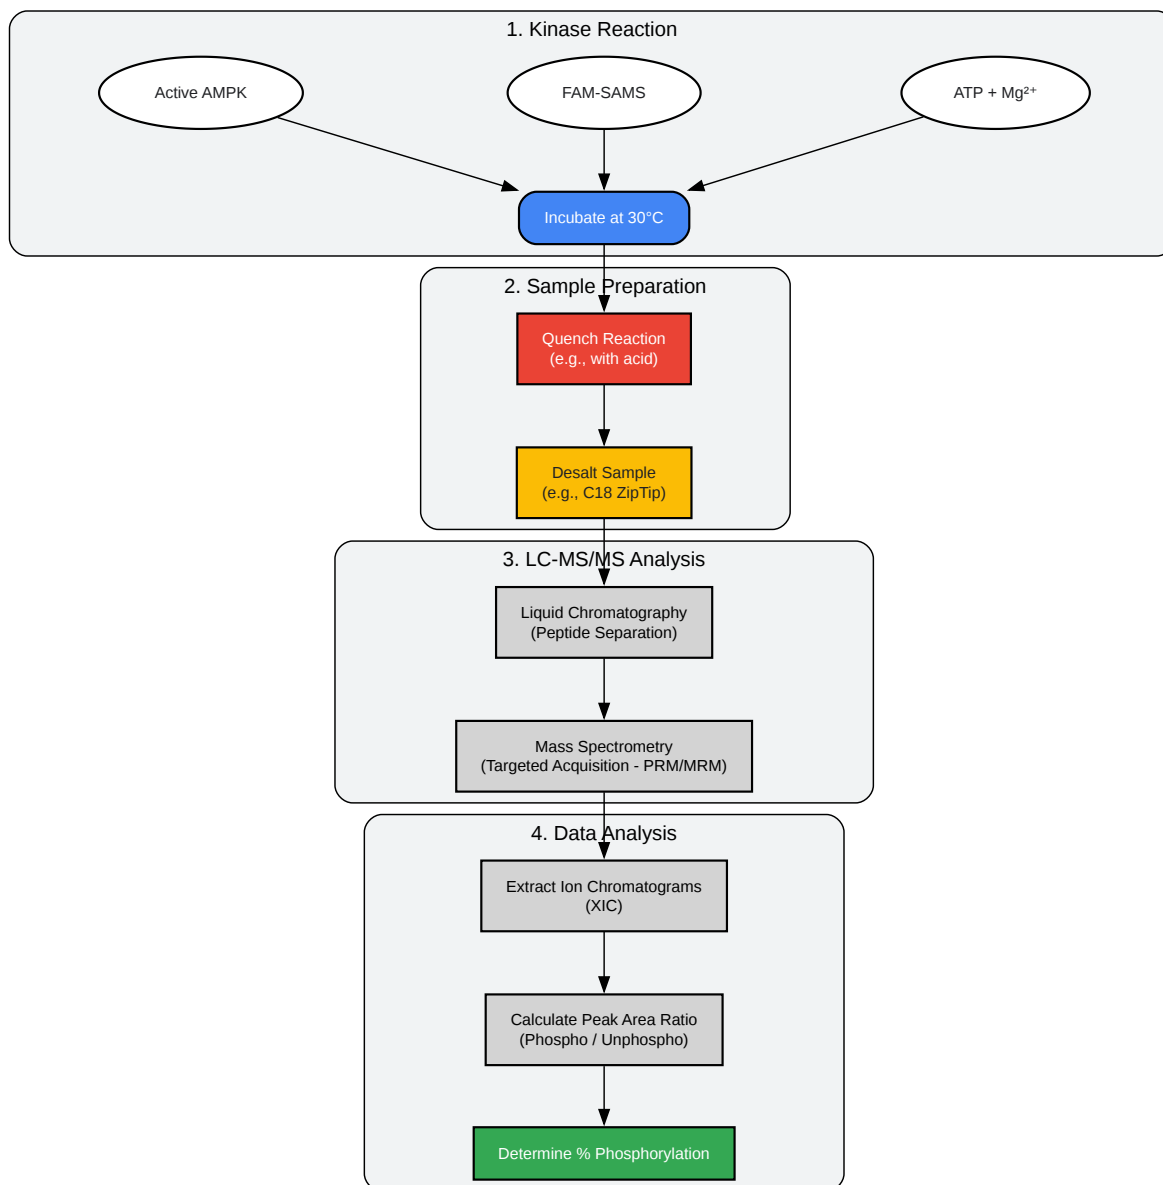 1. Kinase Reaction
Active AMPK
FAM-SAMS
ATP + Mg²⁺
Incubate at 30°C
2. Sample Preparation
Quench Reaction
(e.g., with acid)
Desalt Sample
(e.g., C18 ZipTip)
3. LC-MS/MS Analysis
Liquid Chromatography
(Peptide Separation)
Mass Spectrometry
(Targeted Acquisition - PRM/MRM)
4. Data Analysis
Extract Ion Chromatograms
(XIC)
Calculate Peak Area Ratio
(Phospho / Unphospho)
Determine % Phosphorylation